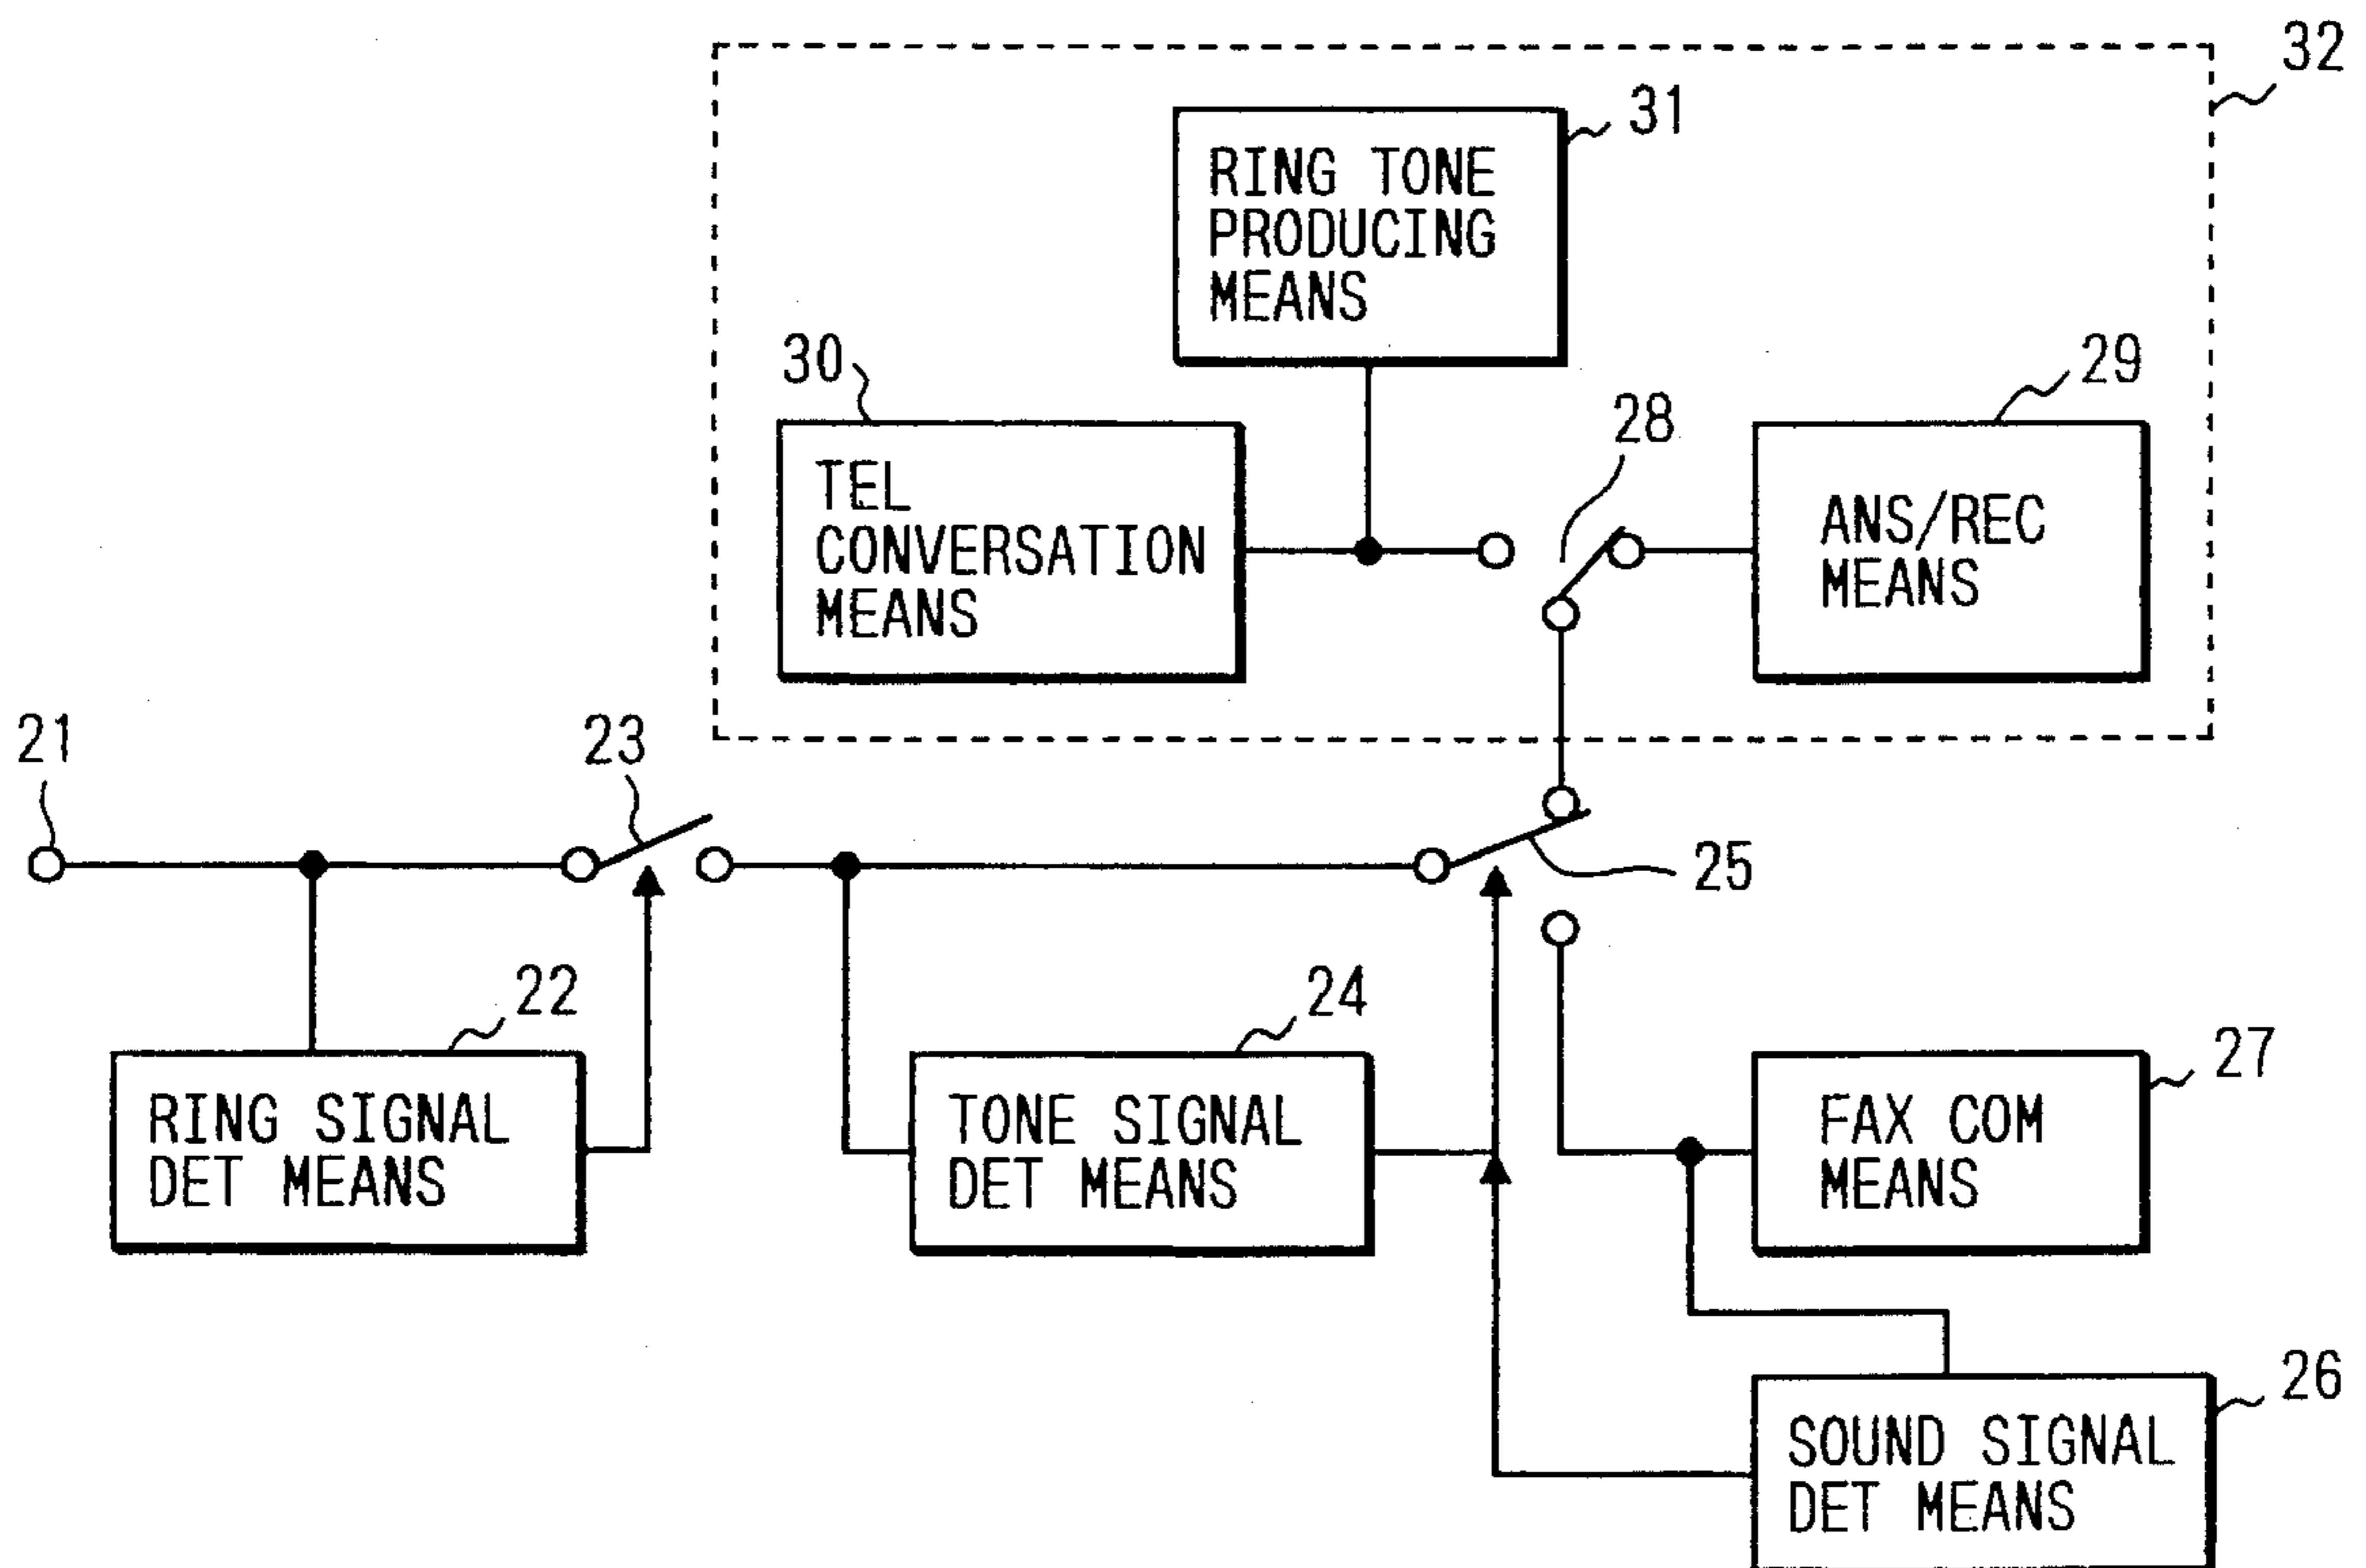 32
31
RING TONE
PRODUCING
MEANS
30
TEL
CONVERSATION
MEANS
28
29
ANS/REC
MEANS
21
23
25
22
RING SIGNAL
DET MEANS
24
TONE SIGNAL
DET MEANS
27
FAX COM
MEANS
26
SOUND SIGNAL
DET MEANS